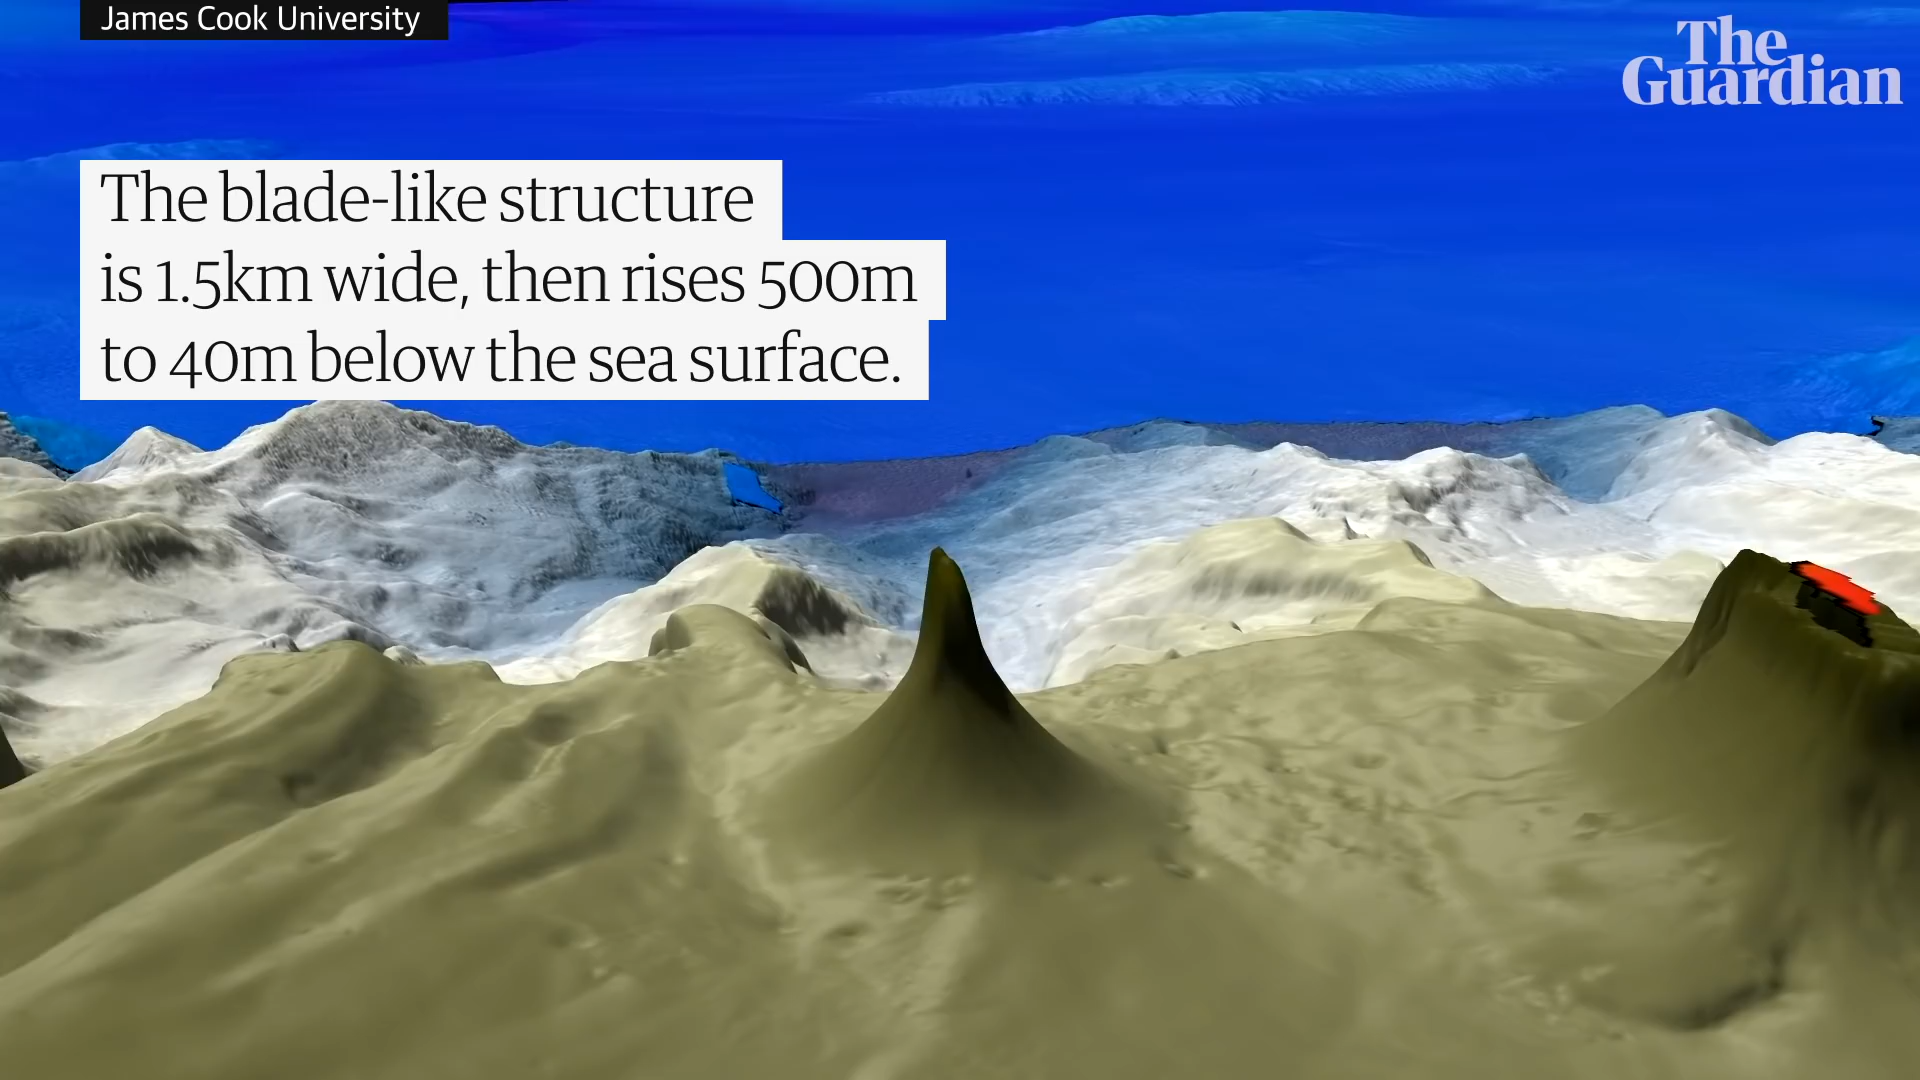 James Cook University
The
Guardian
The blade-like structure
is 1.5km wide, then rises 500m
to 40m below the sea surface.